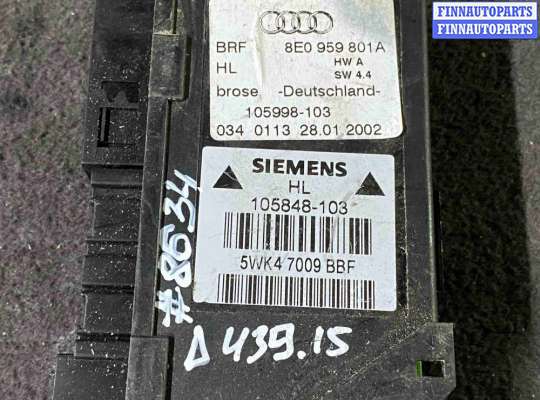 FINNAUTOPARTS
FINNAUTOPARTS
BRF 8E0 959 801A
HL HW A
SW 4.4
brose -Deutschland-
105998-103
034 0113 28.01.2002
SIEMENS
HL
105848-103
5WK4 7009 BBF
#8634
Δ 439.15